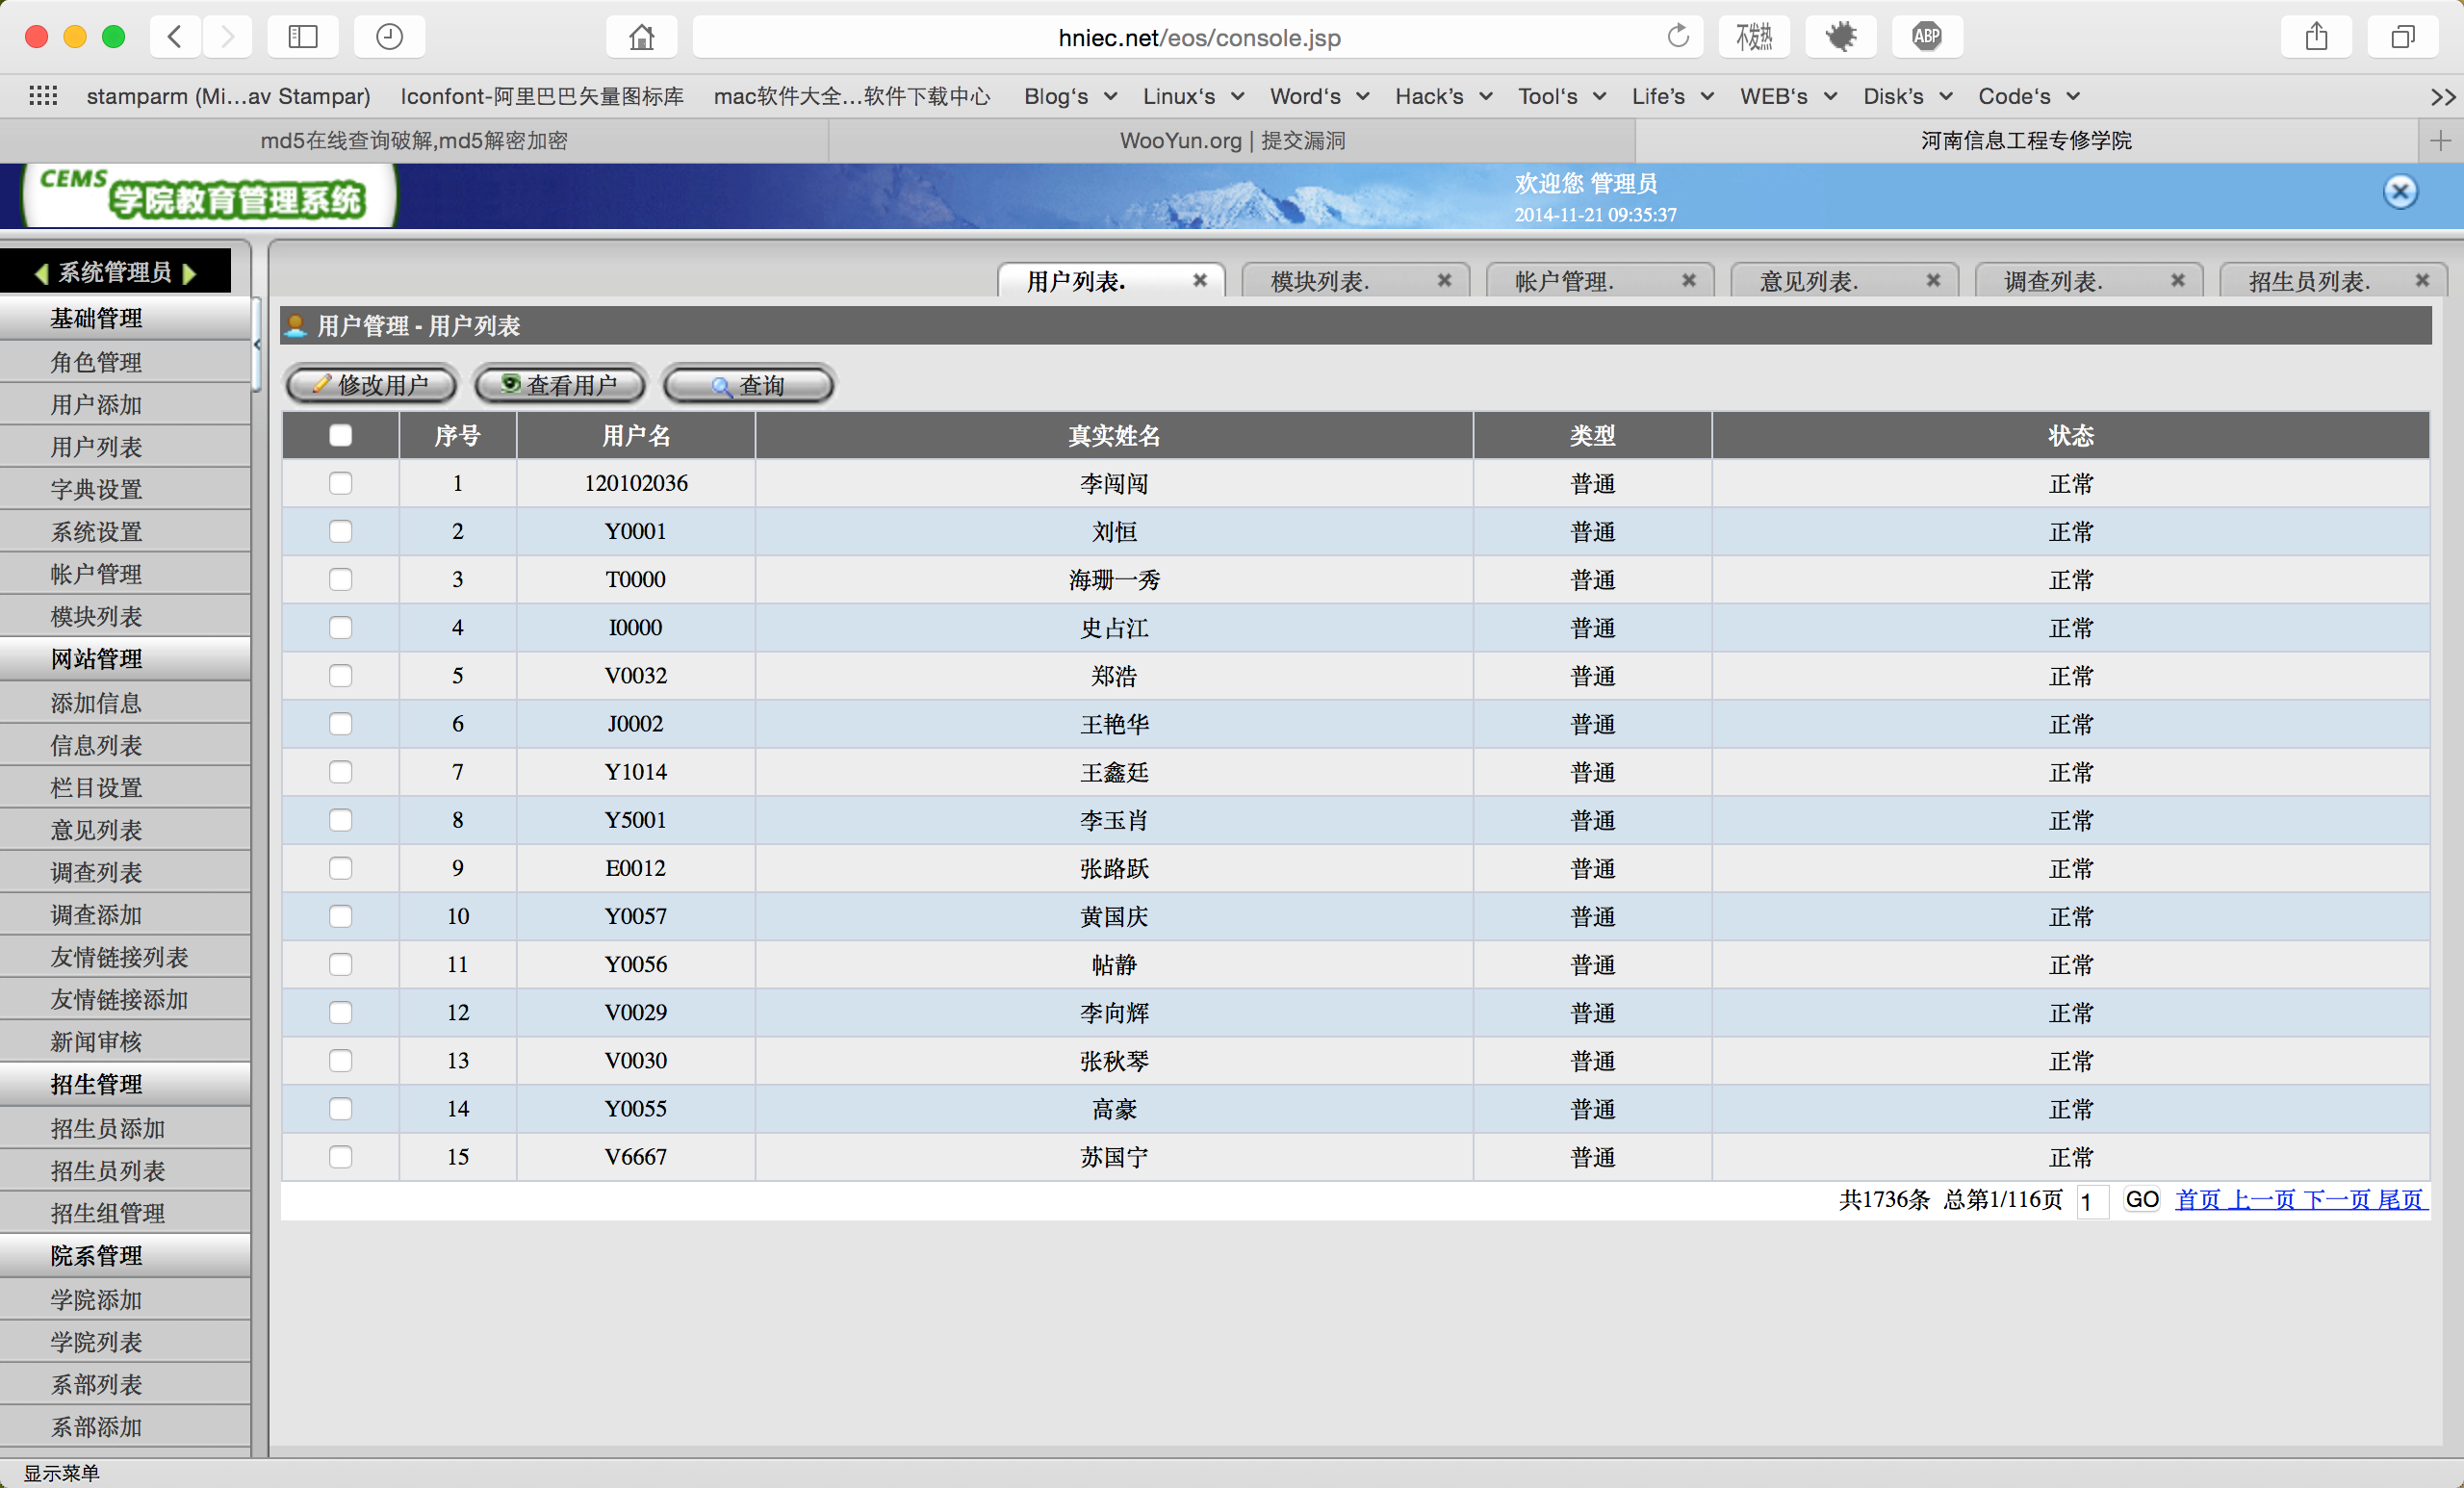 hniec.net/eos/console.jsp 不发热 ABP
stamparm (Mi...av Stampar) Iconfont-阿里巴巴矢量图标库 mac软件大全...软件下载中心 Blog‘s Linux‘s Word‘s Hack’s Tool‘s Life’s WEB‘s Disk’s Code‘s
md5在线查询破解,md5解密加密 WooYun.org | 提交漏洞 河南信息工程专修学院
CEMS 学院教育管理系统
欢迎您 管理员
2014-11-21 09:35:37
系统管理员
基础管理
角色管理
用户添加
用户列表
字典设置
系统设置
帐户管理
模块列表
网站管理
添加信息
信息列表
栏目设置
意见列表
调查列表
调查添加
友情链接列表
友情链接添加
新闻审核
招生管理
招生员添加
招生员列表
招生组管理
院系管理
学院添加
学院列表
系部列表
系部添加
用户列表. 模块列表. 帐户管理. 意见列表. 调查列表. 招生员列表.
用户管理 - 用户列表
修改用户 查看用户 查询
序号 用户名 真实姓名 类型 状态
1 120102036 李闯闯 普通 正常
2 Y0001 刘恒 普通 正常
3 T0000 海珊一秀 普通 正常
4 I0000 史占江 普通 正常
5 V0032 郑浩 普通 正常
6 J0002 王艳华 普通 正常
7 Y1014 王鑫廷 普通 正常
8 Y5001 李玉肖 普通 正常
9 E0012 张路跃 普通 正常
10 Y0057 黄国庆 普通 正常
11 Y0056 帖静 普通 正常
12 V0029 李向辉 普通 正常
13 V0030 张秋琴 普通 正常
14 Y0055 高豪 普通 正常
15 V6667 苏国宁 普通 正常
共1736条 总第1/116页 1 GO 首页 上一页 下一页 尾页
显示菜单